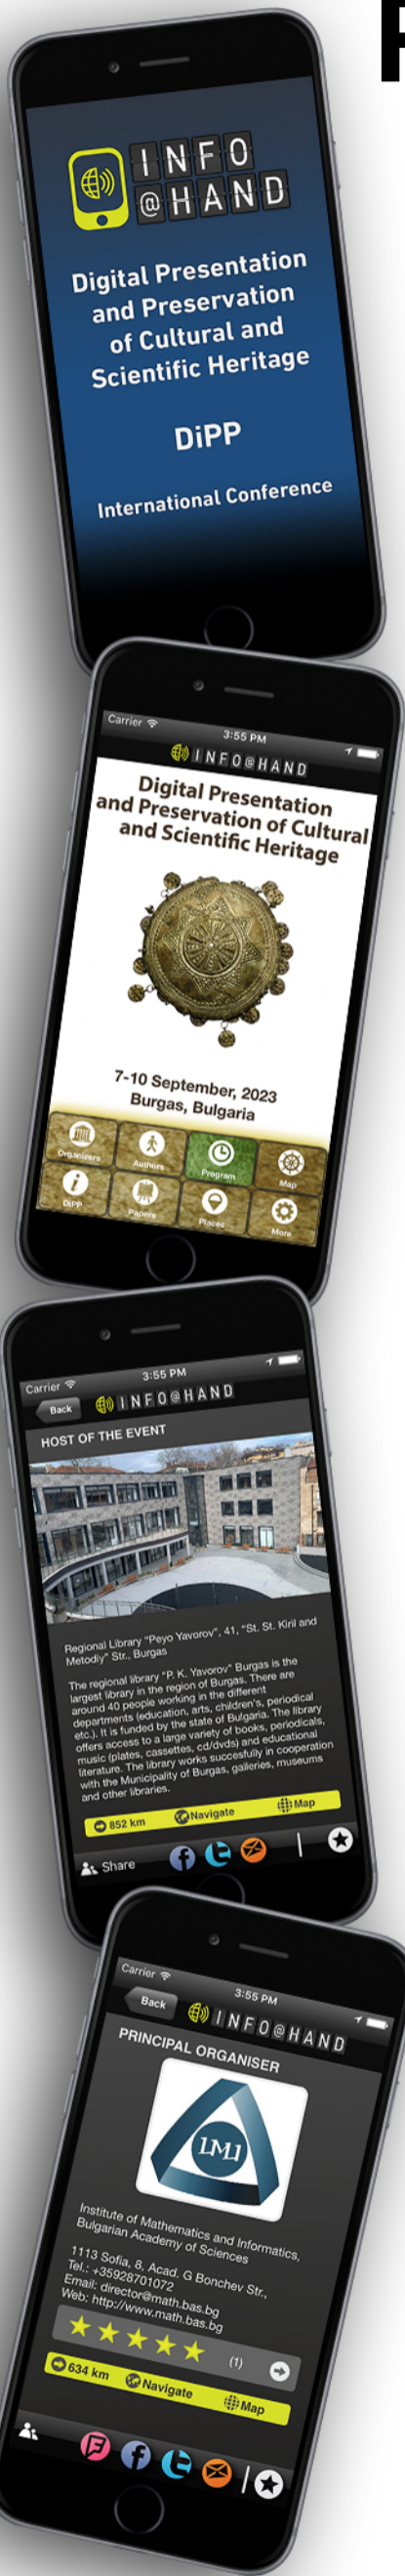 INFO
@HAND
Digital Presentation
and Preservation
of Cultural and
Scientific Heritage
DiPP
International Conference
Carrier
3:55 PM
INFO@HAND
Digital Presentation
and Preservation of Cultural
and Scientific Heritage
7-10 September, 2023
Burgas, Bulgaria
Organizers Authors Program Map
DiPP Papers Places More
Carrier
3:55 PM
Back
INFO@HAND
HOST OF THE EVENT
Regional Library "Peyo Yavorov", 41, "St. St. Kiril and
Metodiy" Str., Burgas
The regional library "P. K. Yavorov" Burgas is the
largest library in the region of Burgas. There are
around 40 people working in the different
departments (education, arts, children's, periodical
etc.). It is funded by the state of Bulgaria. The library
offers access to a large variety of books, periodicals,
music (plates, cassettes, cd/dvds) and educational
literature. The library works succesfully in cooperation
with the Municipality of Burgas, galleries, museums
and other libraries.
852 km Navigate Map
Share
Carrier
3:55 PM
Back
INFO@HAND
PRINCIPAL ORGANISER
Institute of Mathematics and Informatics,
Bulgarian Academy of Sciences
1113 Sofia, 8, Acad. G Bonchev Str.,
Tel.: +35928701072
Email: director@math.bas.bg
Web: http://www.math.bas.bg
(1)
634 km Navigate Map